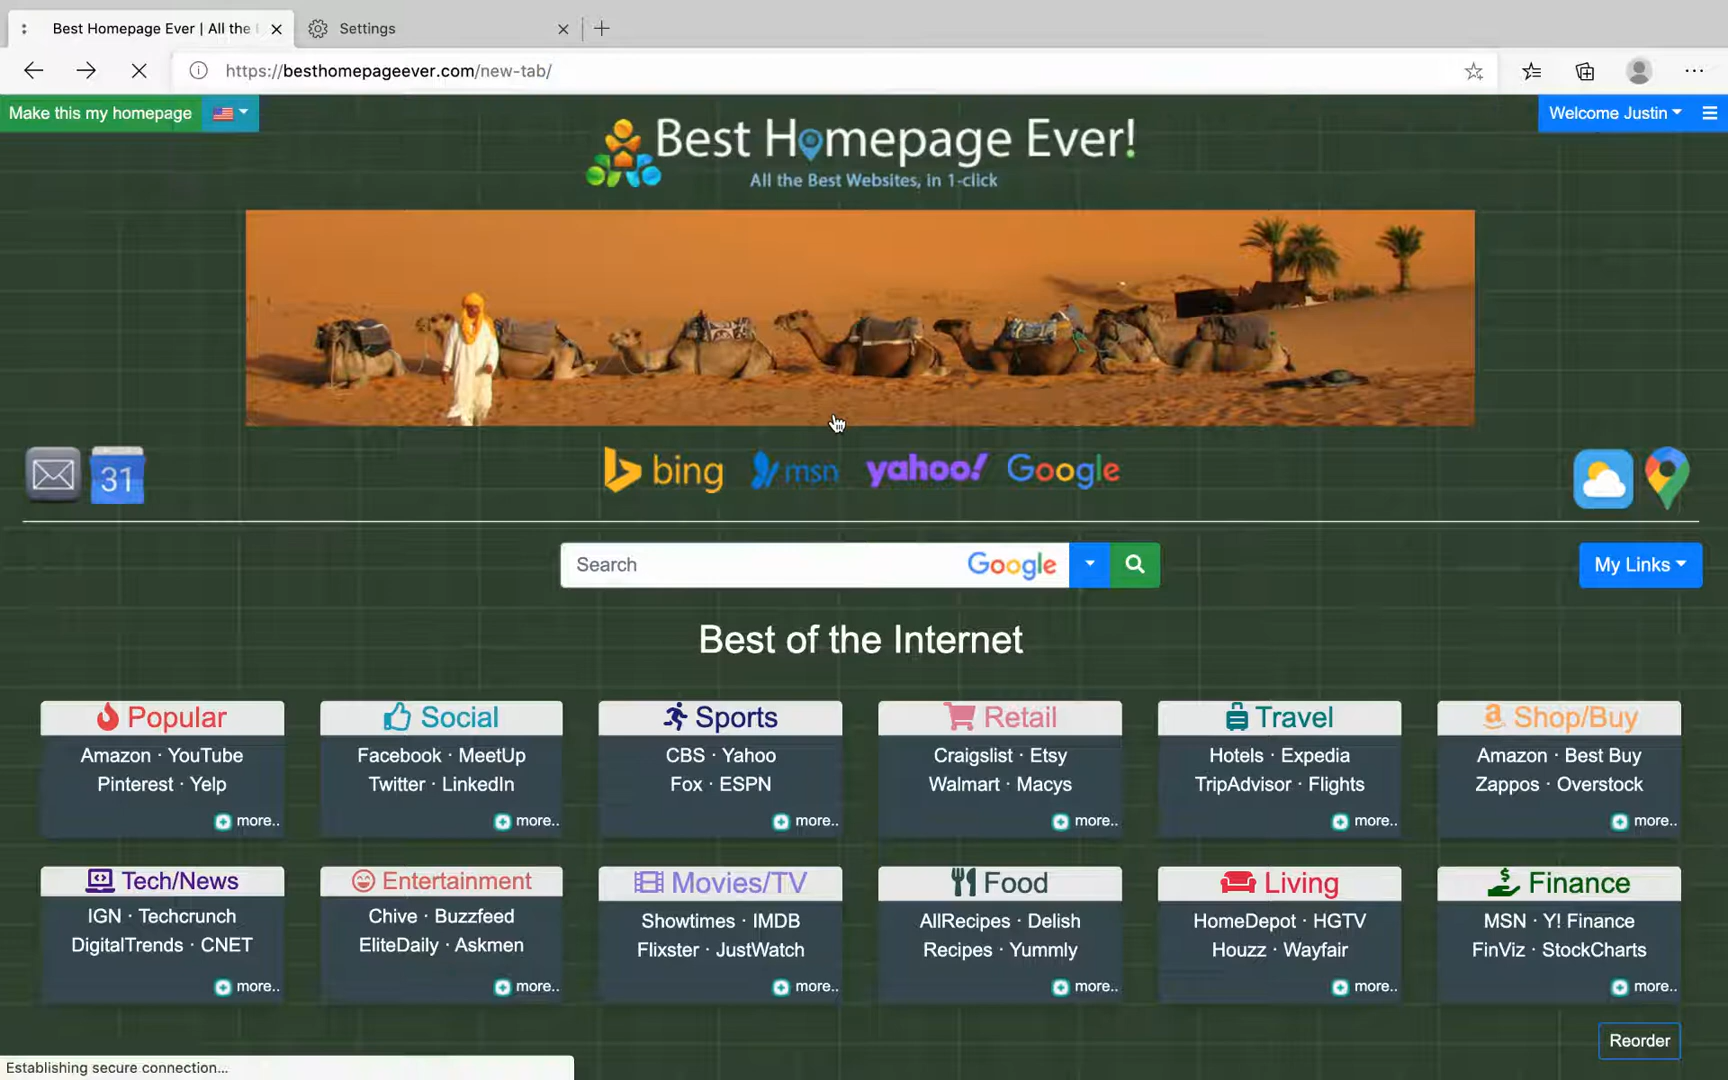 Best Homepage Ever | All the
Settings
https://besthomepageever.com/new-tab/
Make this my homepage
Welcome Justin
Best Homepage Ever!
All the Best Websites, in 1-click
31
bing msn yahoo! Google
Search Google
My Links
Best of the Internet
Popular
Amazon · YouTube
Pinterest · Yelp
more..
Social
Facebook · MeetUp
Twitter · LinkedIn
more..
Sports
CBS · Yahoo
Fox · ESPN
more..
Retail
Craigslist · Etsy
Walmart · Macys
more..
Travel
Hotels · Expedia
TripAdvisor · Flights
more..
Shop/Buy
Amazon · Best Buy
Zappos · Overstock
more..
Tech/News
IGN · Techcrunch
DigitalTrends · CNET
more..
Entertainment
Chive · Buzzfeed
EliteDaily · Askmen
more..
Movies/TV
Showtimes · IMDB
Flixster · JustWatch
more..
Food
AllRecipes · Delish
Recipes · Yummly
more..
Living
HomeDepot · HGTV
Houzz · Wayfair
more..
Finance
MSN · Y! Finance
FinViz · StockCharts
more..
Reorder
Establishing secure connection...